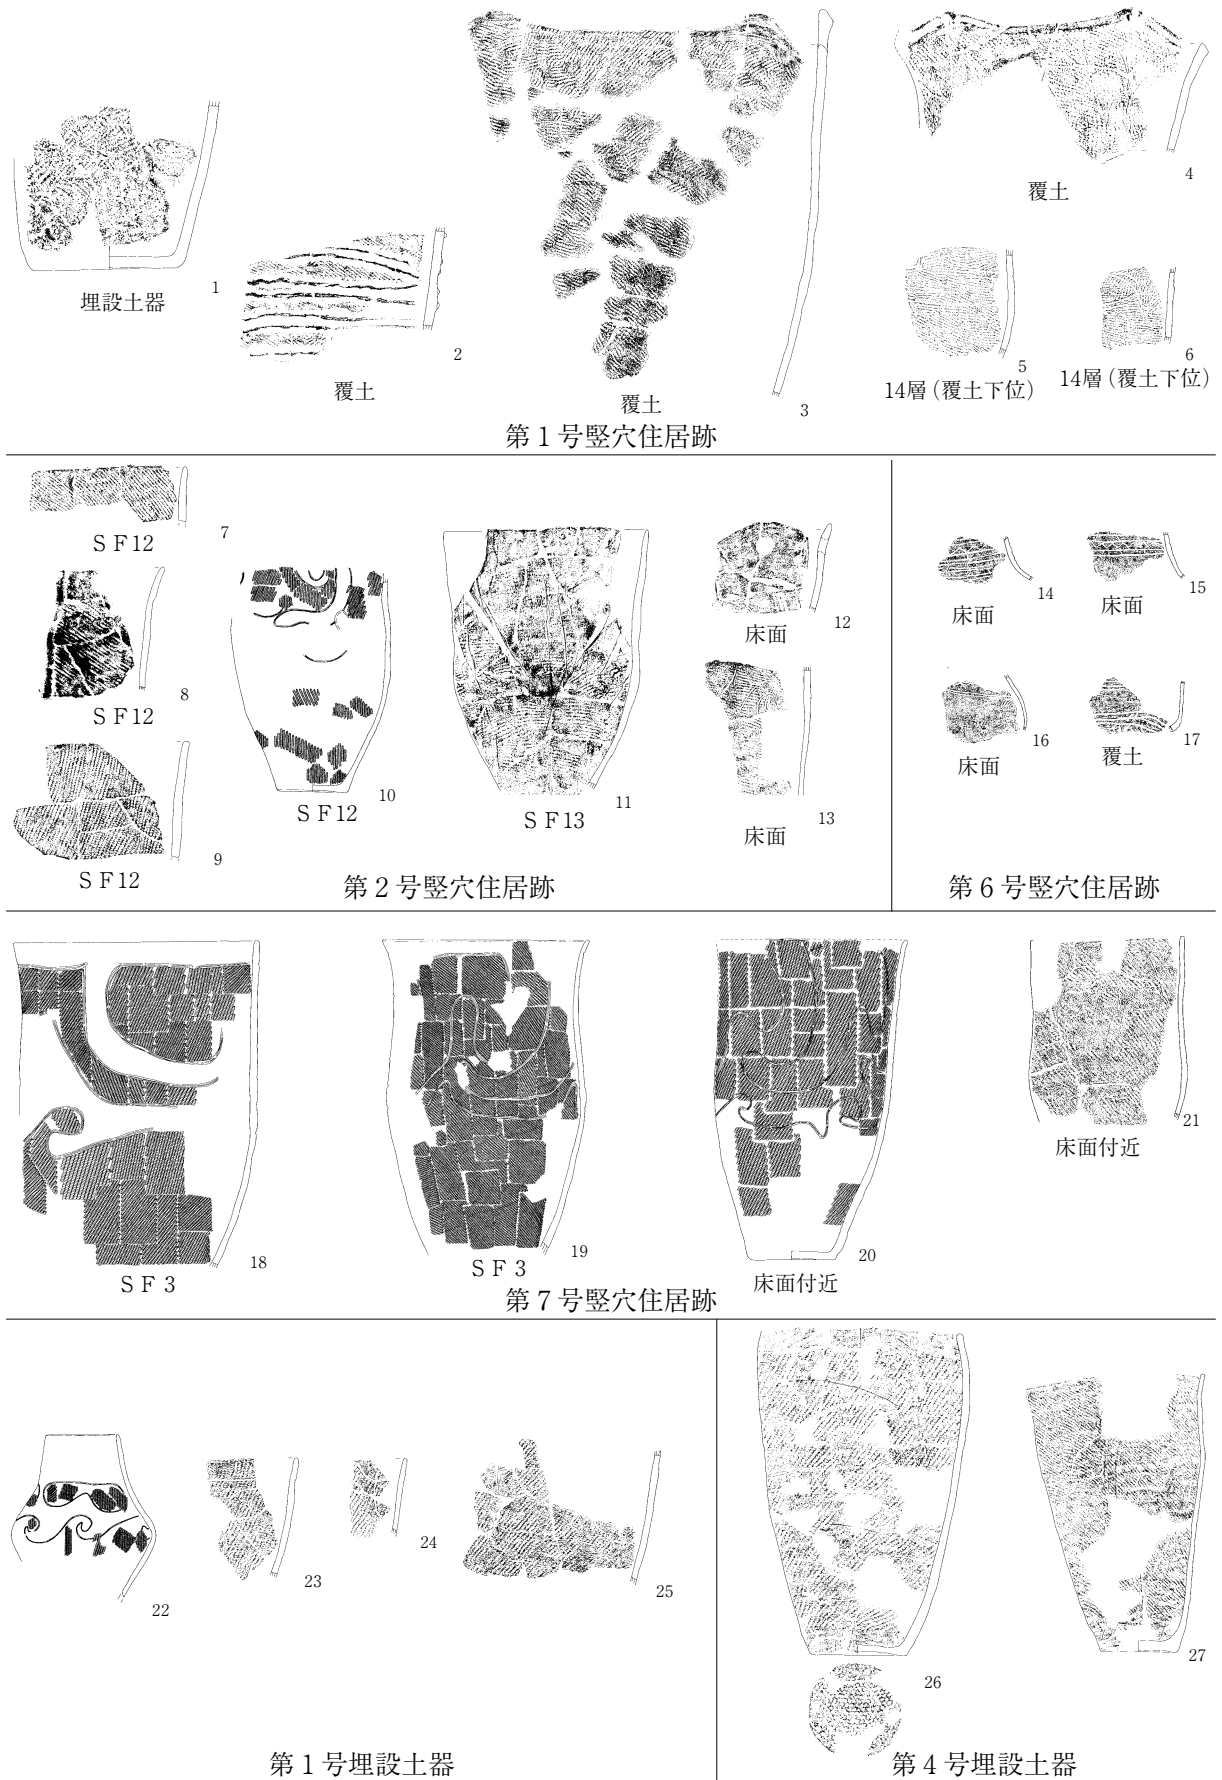 1
埋設土器
2
覆土
3
覆土
4
覆土
5
14層（覆土下位）
6
14層（覆土下位）
第１号竪穴住居跡
7
ＳＦ12
8
ＳＦ12
9
ＳＦ12
10
ＳＦ12
11
ＳＦ13
12
床面
13
床面
第２号竪穴住居跡
14
床面
15
床面
16
床面
17
覆土
第６号竪穴住居跡
18
ＳＦ３
19
ＳＦ３
20
床面付近
21
床面付近
第７号竪穴住居跡
22
23
24
25
第１号埋設土器
26
27
第４号埋設土器